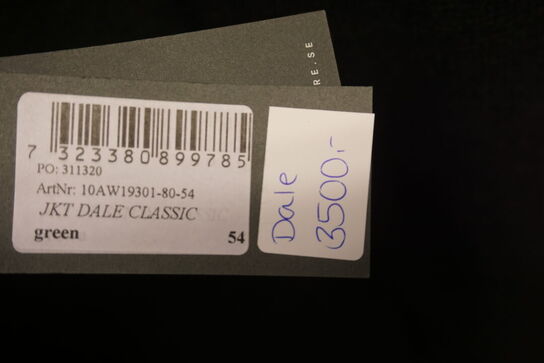 RE.SE
7 323380 899785
PO: 311320
ArtNr: 10AW19301-80-54
JKT DALE CLASSIC
green 54
Dale
3500:-